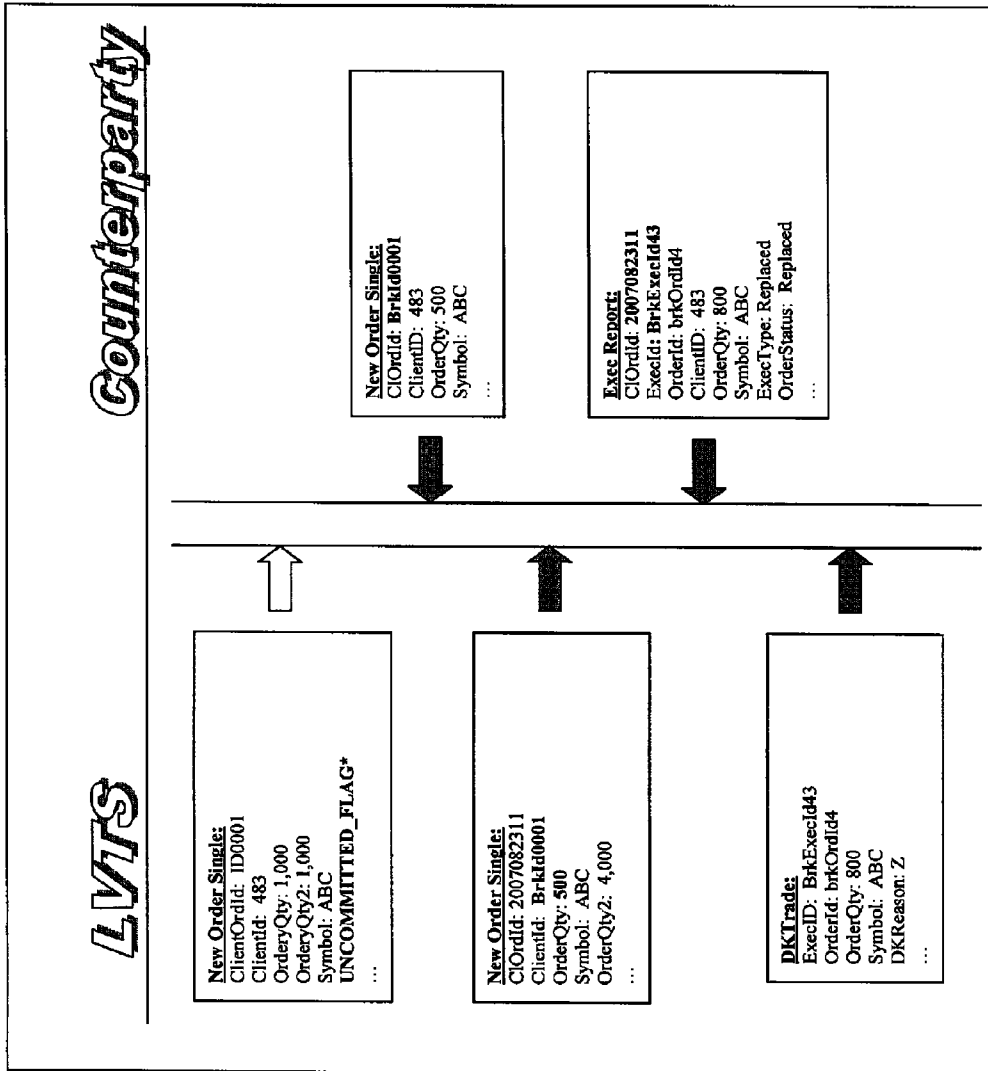 LVTS
Counterparty
New Order Single:
ClientOrdId: ID0001
ClientId: 483
OrderyQty: 1,000
OrderyQty2: 1,000
Symbol: ABC
UNCOMMITTED_FLAG*
...
New Order Single:
ClOrdId: BrkId0001
ClientID: 483
OrderQty: 500
Symbol: ABC
...
New Order Single:
ClOrdId: 2007082311
ClientId: BrkId0001
OrderQty: 500
Symbol: ABC
OrderQty2: 4,000
...
Exec Report:
ClOrdId: 2007082311
ExecId: BrkExecId43
OrderId: brkOrdId4
ClientID: 483
OrderQty: 800
Symbol: ABC
ExecType: Replaced
OrderStatus: Replaced
...
DKTrade:
ExecID: BrkExecId43
OrderId: brkOrdId4
OrderQty: 800
Symbol: ABC
DKReason: Z
...